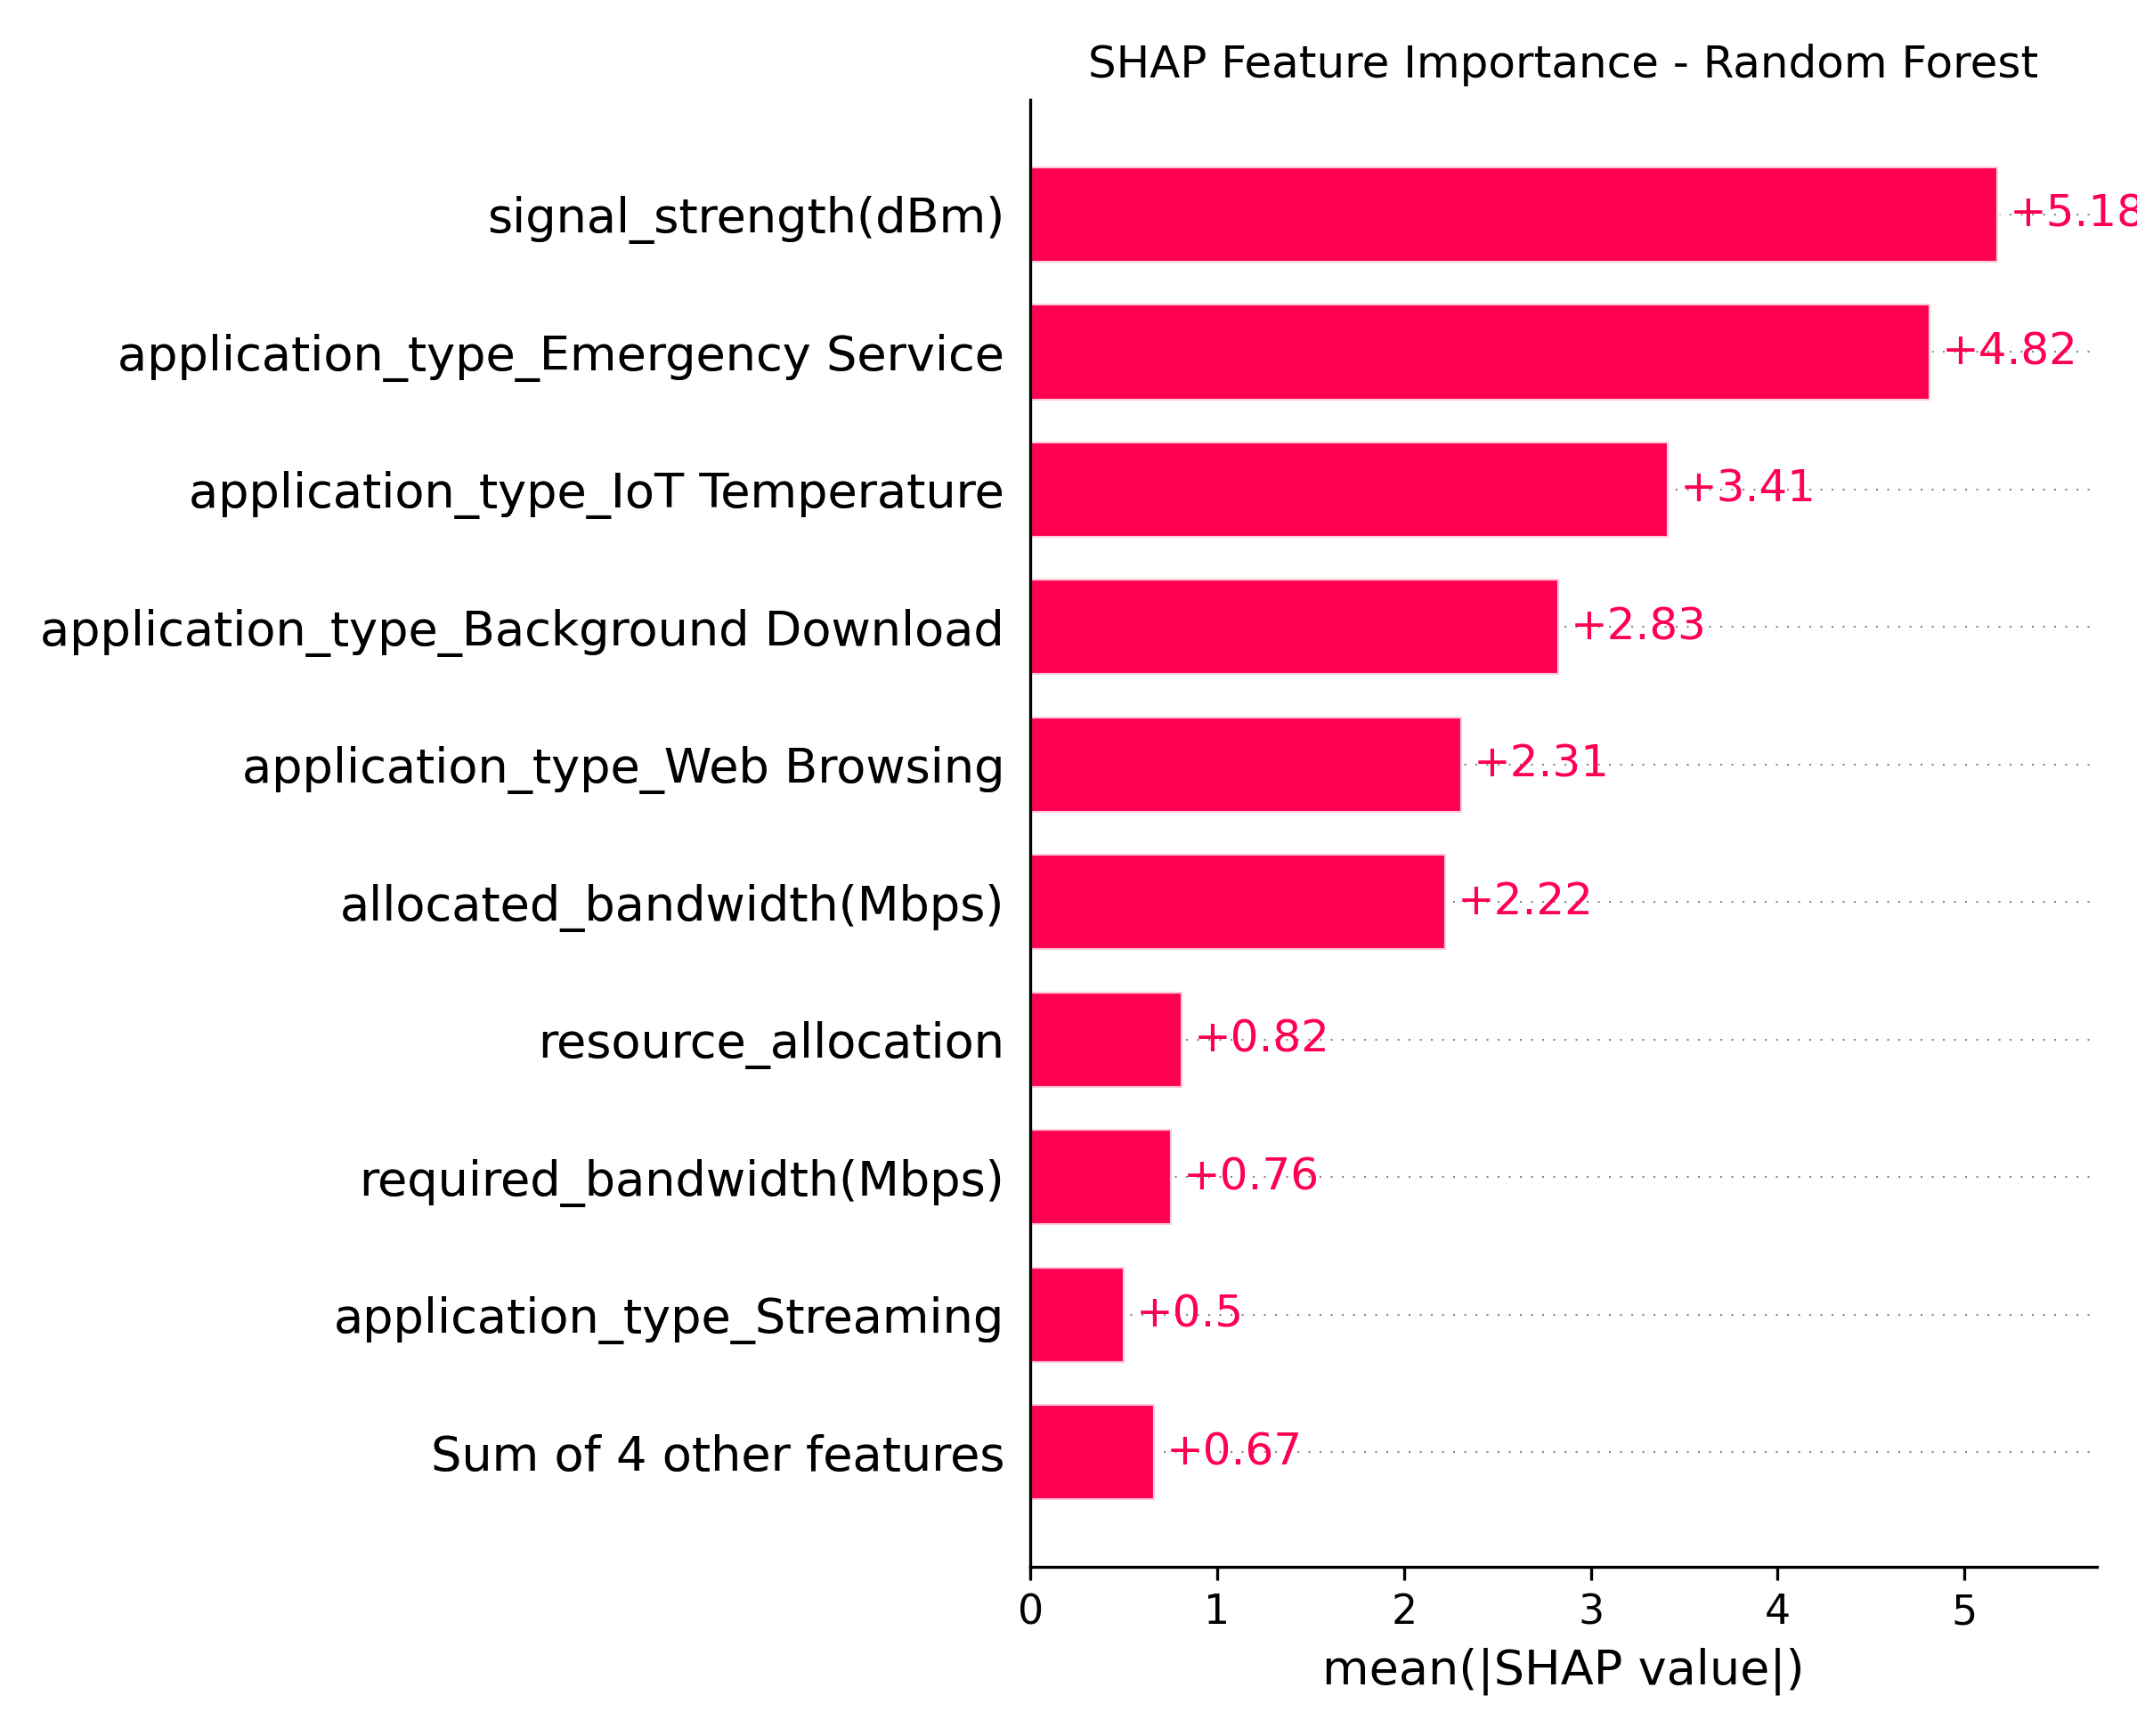 SHAP Feature Importance - Random Forest
signal_strength(dBm) +5.18
application_type_Emergency Service +4.82
application_type_IoT Temperature +3.41
application_type_Background Download +2.83
application_type_Web Browsing +2.31
allocated_bandwidth(Mbps) +2.22
resource_allocation +0.82
required_bandwidth(Mbps) +0.76
application_type_Streaming +0.5
Sum of 4 other features +0.67
0 1 2 3 4 5
mean(|SHAP value|)